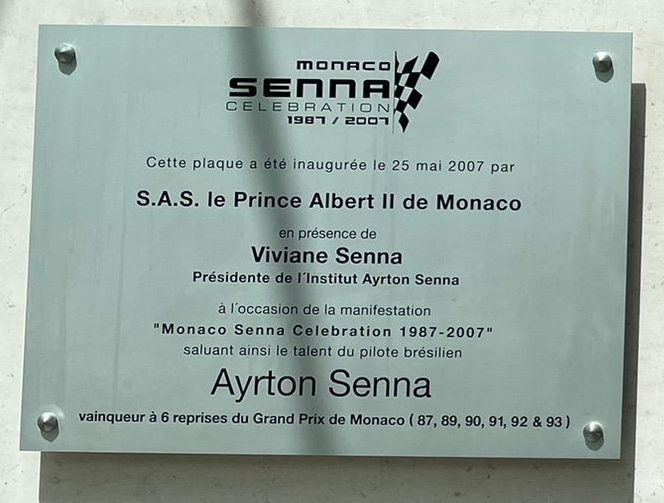 MONACO
SENNA
CELEBRATION
1987 / 2007
Cette plaque a été inaugurée le 25 mai 2007 par
S.A.S. le Prince Albert II de Monaco
en présence de
Viviane Senna
Présidente de l'Institut Ayrton Senna
à l'occasion de la manifestation
"Monaco Senna Celebration 1987-2007"
saluant ainsi le talent du pilote brésilien
Ayrton Senna
vainqueur à 6 reprises du Grand Prix de Monaco ( 87, 89, 90, 91, 92 & 93 )